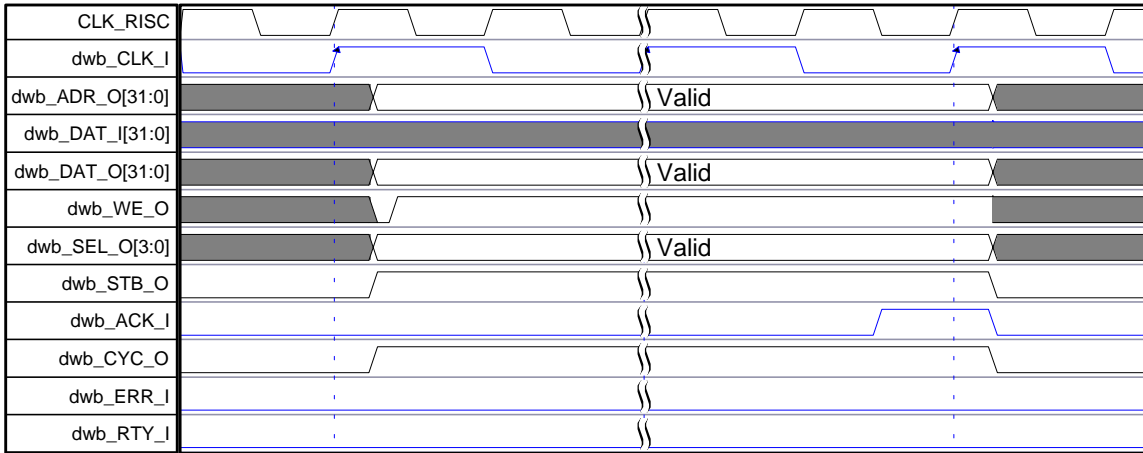 CLK_RISC
dwb_CLK_I
dwb_ADR_O[31:0] Valid
dwb_DAT_I[31:0]
dwb_DAT_O[31:0] Valid
dwb_WE_O
dwb_SEL_O[3:0] Valid
dwb_STB_O
dwb_ACK_I
dwb_CYC_O
dwb_ERR_I
dwb_RTY_I